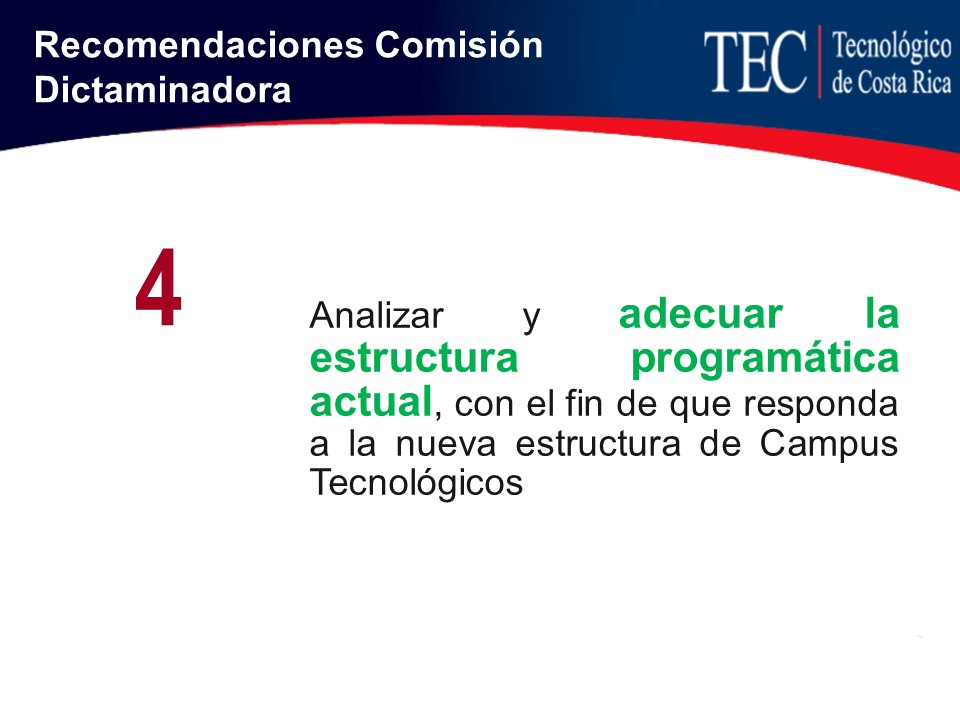 Recomendaciones Comisión
Dictaminadora
TEC
Tecnológico
de Costa Rica
4
Analizar y adecuar la
estructura programática
actual, con el fin de que responda
a la nueva estructura de Campus
Tecnológicos